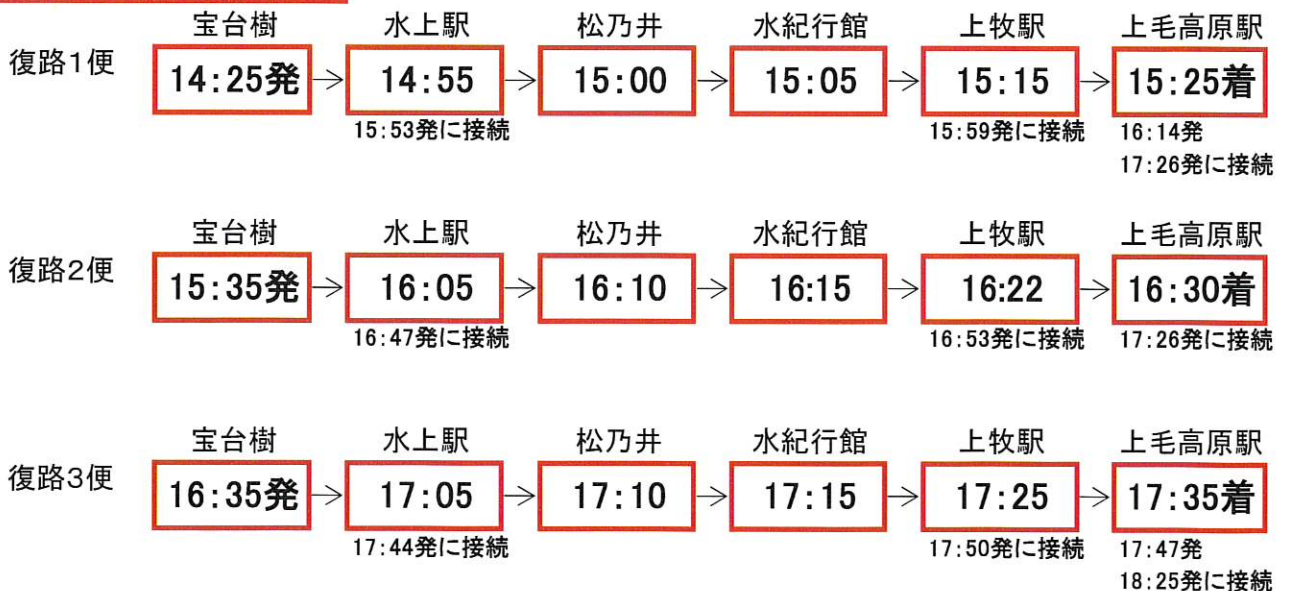 宝台樹 水上駅 松乃井 水紀行館 上牧駅 上毛高原駅
復路1便 14:25発 → 14:55 → 15:00 → 15:05 → 15:15 → 15:25着
15:53発に接続 15:59発に接続 16:14発
17:26発に接続
宝台樹 水上駅 松乃井 水紀行館 上牧駅 上毛高原駅
復路2便 15:35発 → 16:05 → 16:10 → 16:15 → 16:22 → 16:30着
16:47発に接続 16:53発に接続 17:26発に接続
宝台樹 水上駅 松乃井 水紀行館 上牧駅 上毛高原駅
復路3便 16:35発 → 17:05 → 17:10 → 17:15 → 17:25 → 17:35着
17:44発に接続 17:50発に接続 17:47発
18:25発に接続